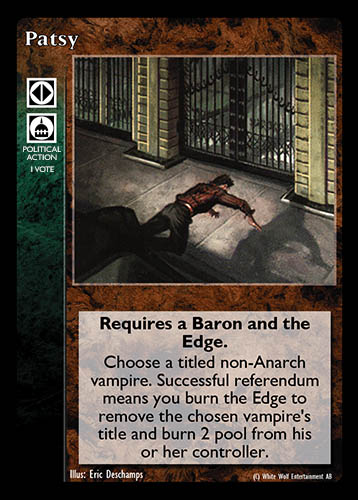 Patsy
POLITICAL
ACTION
1 VOTE
Requires a Baron and the
Edge.
Choose a titled non-Anarch
vampire. Successful referendum
means you burn the Edge to
remove the chosen vampire's
title and burn 2 pool from his
or her controller.
Illus: Eric Deschamps
(C) White Wolf Entertainment AB